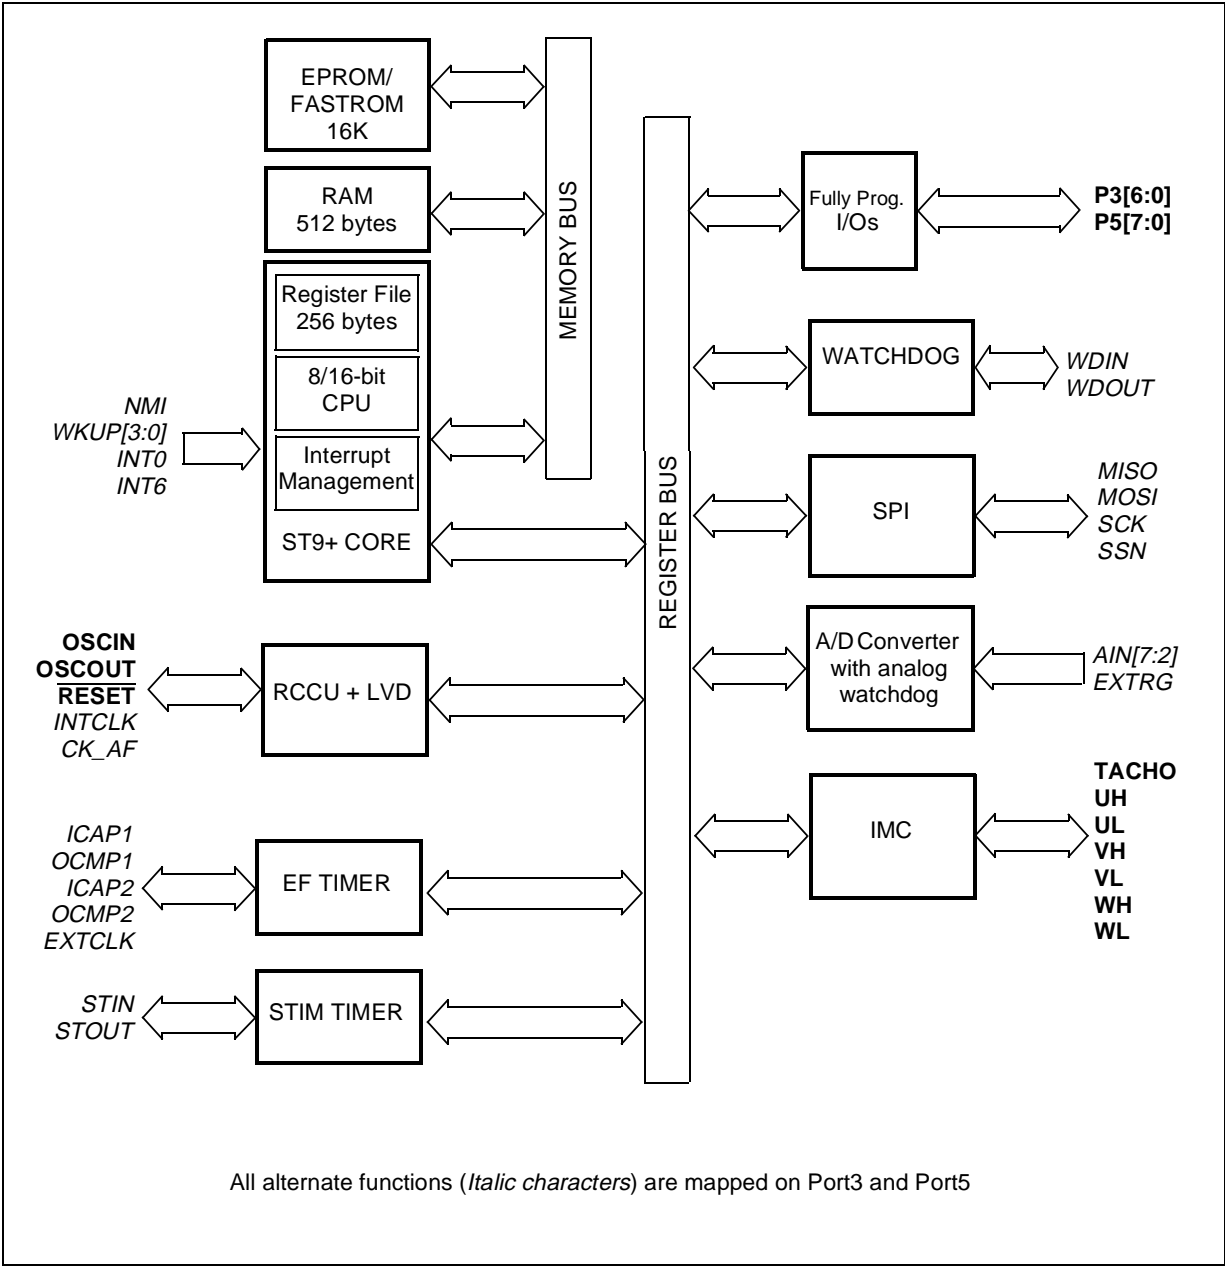 EPROM/
FASTROM
16K
RAM
512 bytes
Register File
256 bytes
8/16-bit
CPU
Interrupt
Management
ST9+ CORE
NMI
WKUP[3:0]
INT0
INT6
MEMORY BUS
OSCIN
OSCOUT
RESET
INTCLK
CK_AF
RCCU + LVD
ICAP1
OCMP1
ICAP2
OCMP2
EXTCLK
EF TIMER
STIN
STOUT
STIM TIMER
REGISTER BUS
Fully Prog.
I/Os
P3[6:0]
P5[7:0]
WATCHDOG
WDIN
WDOUT
SPI
MISO
MOSI
SCK
SSN
A/D Converter
with analog
watchdog
AIN[7:2]
EXTRG
IMC
TACHO
UH
UL
VH
VL
WH
WL
All alternate functions (Italic characters) are mapped on Port3 and Port5